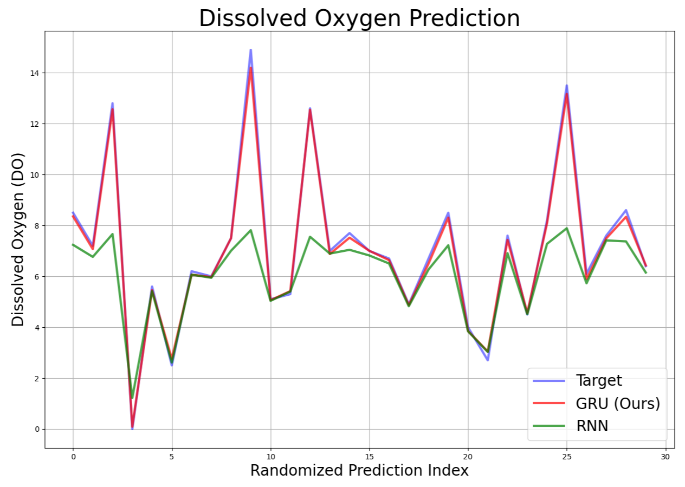 Dissolved Oxygen Prediction
Dissolved Oxygen (DO)
14
12
10
8
6
4
2
0
0 5 10 15 20 25 30
Randomized Prediction Index
Target
GRU (Ours)
RNN